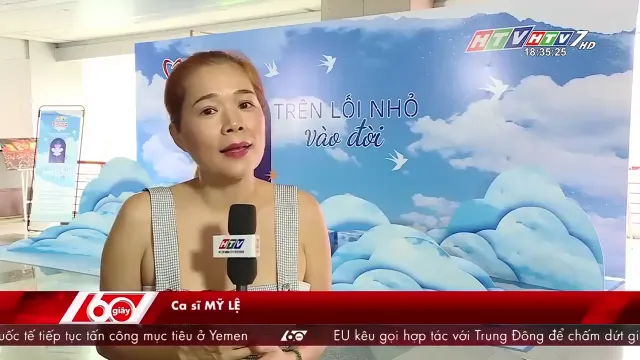 HTV HTV7 HD
18:35:25
TRÊN LỐI NHỎ
vào đời
HTV
60 giây
Ca sĩ MỸ LỆ
uốc tế tiếp tục tấn công mục tiêu ở Yemen 60 EU kêu gọi hợp tác với Trung Đông để chấm dứt gi